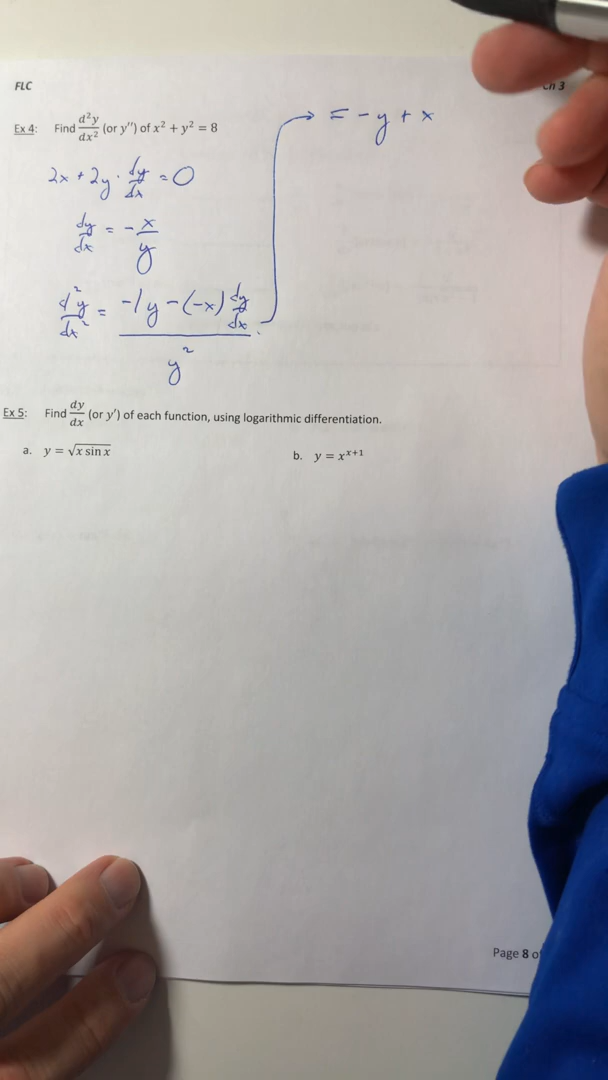 FLC
Ch 3
Ex 4: Find d²y/dx² (or y'') of x² + y² = 8
2x + 2y · dy/dx = 0
dy/dx = - x/y
d²y/dx² = (-1y - (-x) dy/dx) / y²
= - y + x
Ex 5: Find dy/dx (or y') of each function, using logarithmic differentiation.
a. y = √(x sin x)
b. y = x^(x+1)
Page 8 o